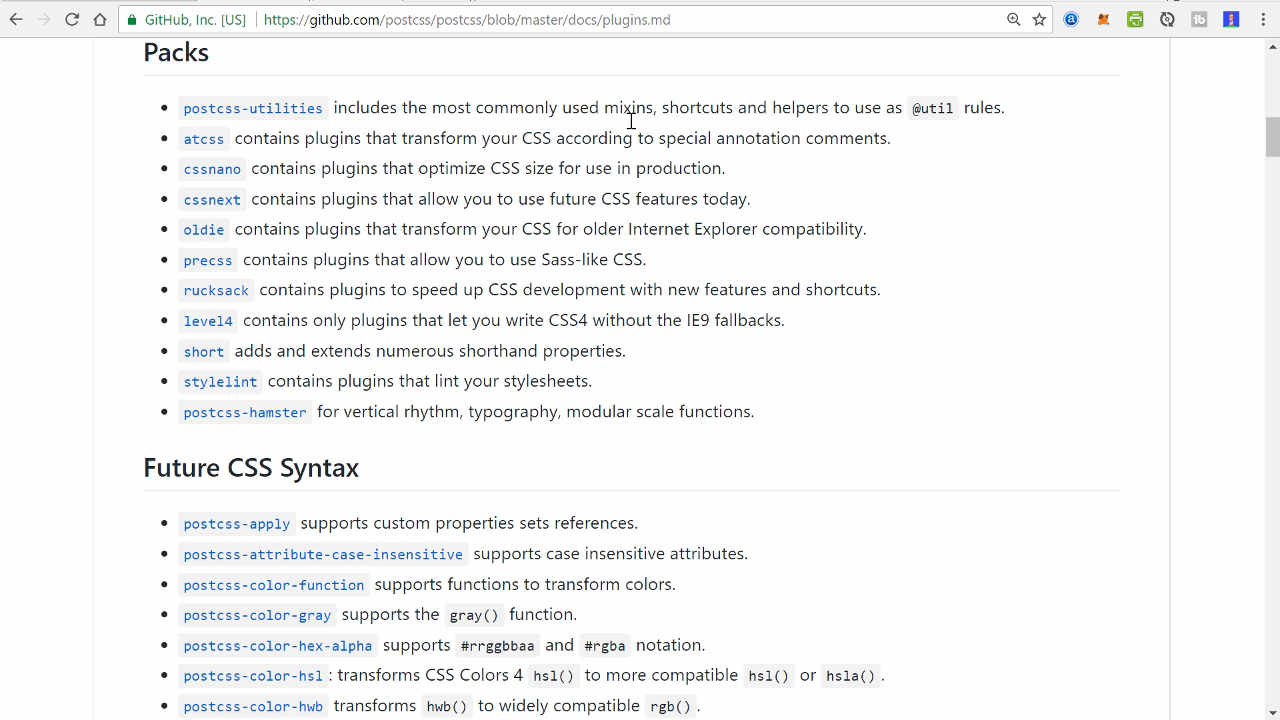 GitHub, Inc. [US] https://github.com/postcss/postcss/blob/master/docs/plugins.md
Packs
postcss-utilities includes the most commonly used mixins, shortcuts and helpers to use as @util rules.
atcss contains plugins that transform your CSS according to special annotation comments.
cssnano contains plugins that optimize CSS size for use in production.
cssnext contains plugins that allow you to use future CSS features today.
oldie contains plugins that transform your CSS for older Internet Explorer compatibility.
precss contains plugins that allow you to use Sass-like CSS.
rucksack contains plugins to speed up CSS development with new features and shortcuts.
level4 contains only plugins that let you write CSS4 without the IE9 fallbacks.
short adds and extends numerous shorthand properties.
stylelint contains plugins that lint your stylesheets.
postcss-hamster for vertical rhythm, typography, modular scale functions.
Future CSS Syntax
postcss-apply supports custom properties sets references.
postcss-attribute-case-insensitive supports case insensitive attributes.
postcss-color-function supports functions to transform colors.
postcss-color-gray supports the gray() function.
postcss-color-hex-alpha supports #rrggbbaa and #rgba notation.
postcss-color-hsl: transforms CSS Colors 4 hsl() to more compatible hsl() or hsla().
postcss-color-hwb transforms hwb() to widely compatible rgb().